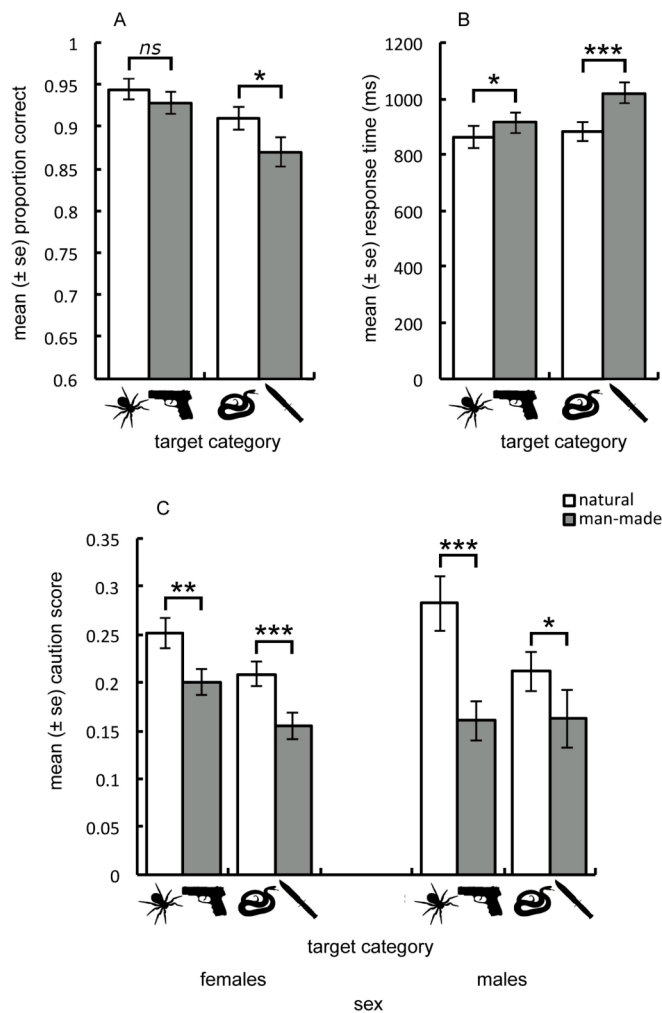 A
mean (± se) proportion correct
1
0.95
0.9
0.85
0.8
0.75
0.7
0.65
0.6
ns
*
target category
B
mean (± se) response time (ms)
1200
1000
800
600
400
200
0
*
***
target category
C
natural
man-made
mean (± se) caution score
0.35
0.3
0.25
0.2
0.15
0.1
0.05
0
**
***
***
*
target category
females
males
sex